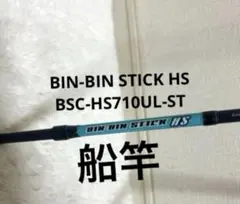 BIN-BIN STICK HS
BSC-HS710UL-ST
BIN BIN STICK HS
船竿